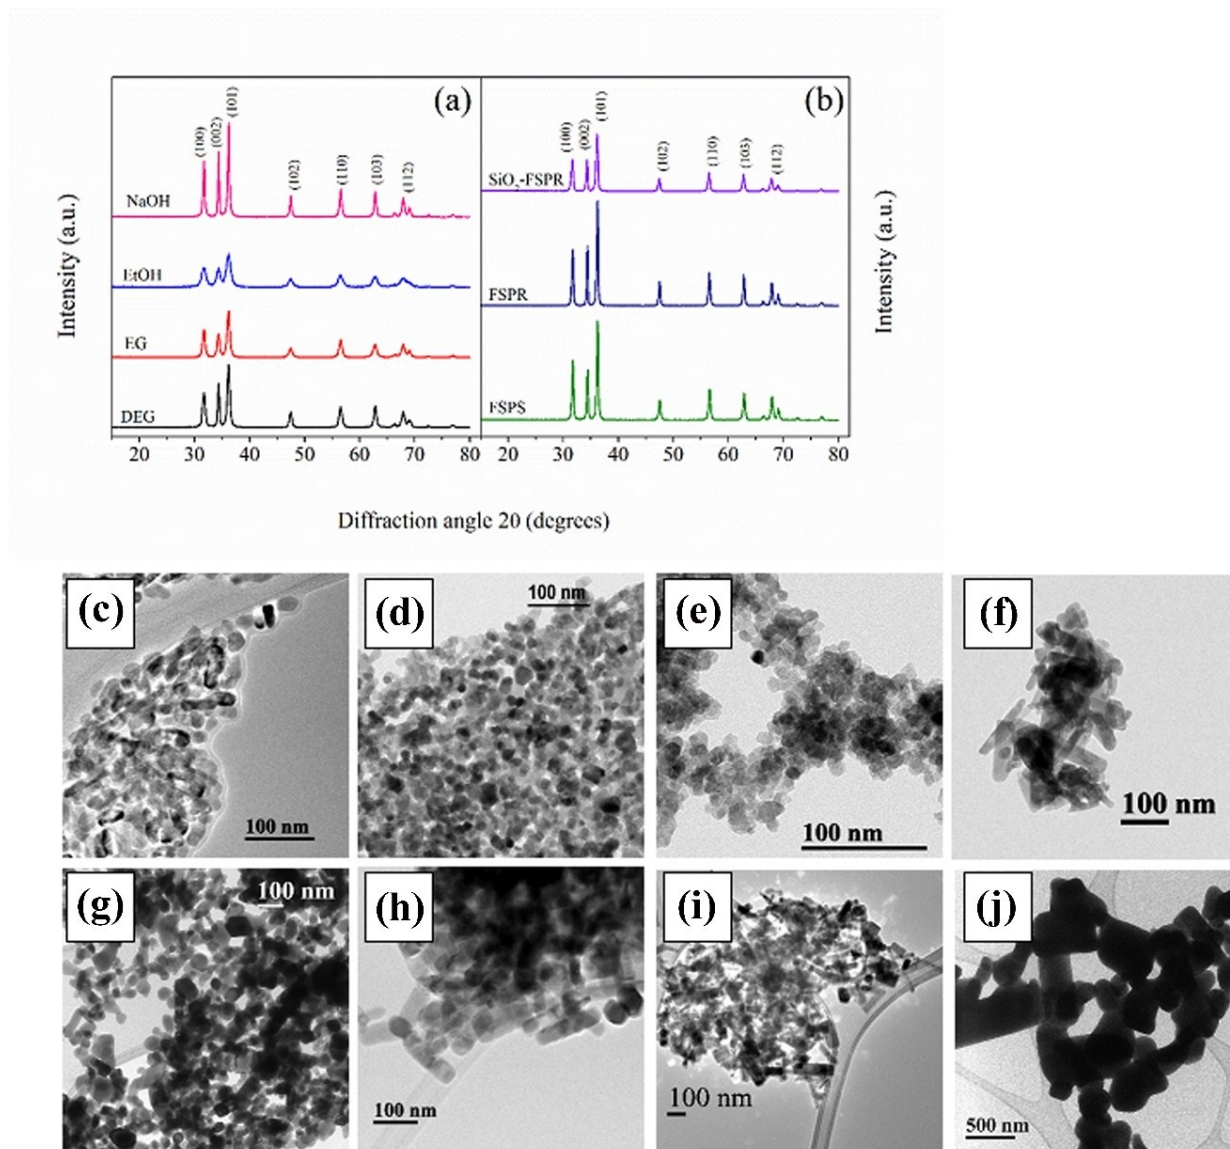 (a)
(b)
(100)
(002)
(101)
(102)
(110)
(103)
(112)
NaOH
EtOH
EG
DEG
(100)
(002)
(101)
(102)
(110)
(103)
(112)
SiO₂-FSPR
FSPR
FSPS
Intensity (a.u.)
Intensity (a.u.)
20 30 40 50 60 70 80
20 30 40 50 60 70 80
Diffraction angle 2θ (degrees)
(c)
100 nm
(d)
100 nm
(e)
100 nm
(f)
100 nm
(g)
100 nm
(h)
100 nm
(i)
100 nm
(j)
500 nm